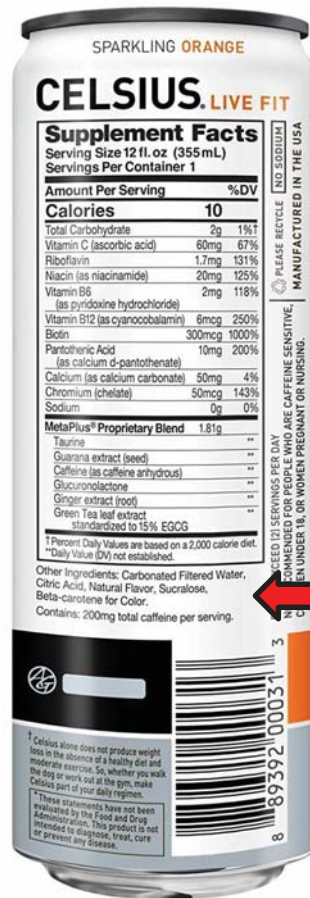 SPARKLING ORANGE
CELSIUS. LIVE FIT
Supplement Facts
Serving Size 12 fl. oz (355 mL)
Servings Per Container 1
Amount Per Serving %DV
Calories 10
Total Carbohydrate 2g 1%†
Vitamin C (ascorbic acid) 60mg 67%
Riboflavin 1.7mg 131%
Niacin (as niacinamide) 20mg 125%
Vitamin B6 2mg 118%
(as pyridoxine hydrochloride)
Vitamin B12 (as cyanocobalamin) 6mcg 250%
Biotin 300mcg 1000%
Pantothenic Acid 10mg 200%
(as calcium d-pantothenate)
Calcium (as calcium carbonate) 50mg 4%
Chromium (chelate) 50mcg 143%
Sodium 0g 0%
MetaPlus® Proprietary Blend 1.81g
Taurine **
Guarana extract (seed) **
Caffeine (as caffeine anhydrous) **
Glucuronolactone **
Ginger extract (root) **
Green Tea leaf extract **
standardized to 15% EGCG
† Percent Daily Values are based on a 2,000 calorie diet.
**Daily Value (DV) not established.
Other Ingredients: Carbonated Filtered Water,
Citric Acid, Natural Flavor, Sucralose,
Beta-carotene for Color.
Contains: 200mg total caffeine per serving.
PLEASE RECYCLE NO SODIUM
MANUFACTURED IN THE USA
SERVINGS PER DAY
FOR PEOPLE WHO ARE CAFFEINE SENSITIVE,
UNDER 18, OR WOMEN PREGNANT OR NURSING.
8 89392 00031 3
† Celsius alone does not produce weight
loss in the absence of a healthy diet and
moderate exercise. So, whether you walk
the dog or work out at the gym, make
Celsius part of your daily regimen.
* These statements have not been
evaluated by the Food and Drug
Administration. This product is not
intended to diagnose, treat, cure
or prevent any disease.